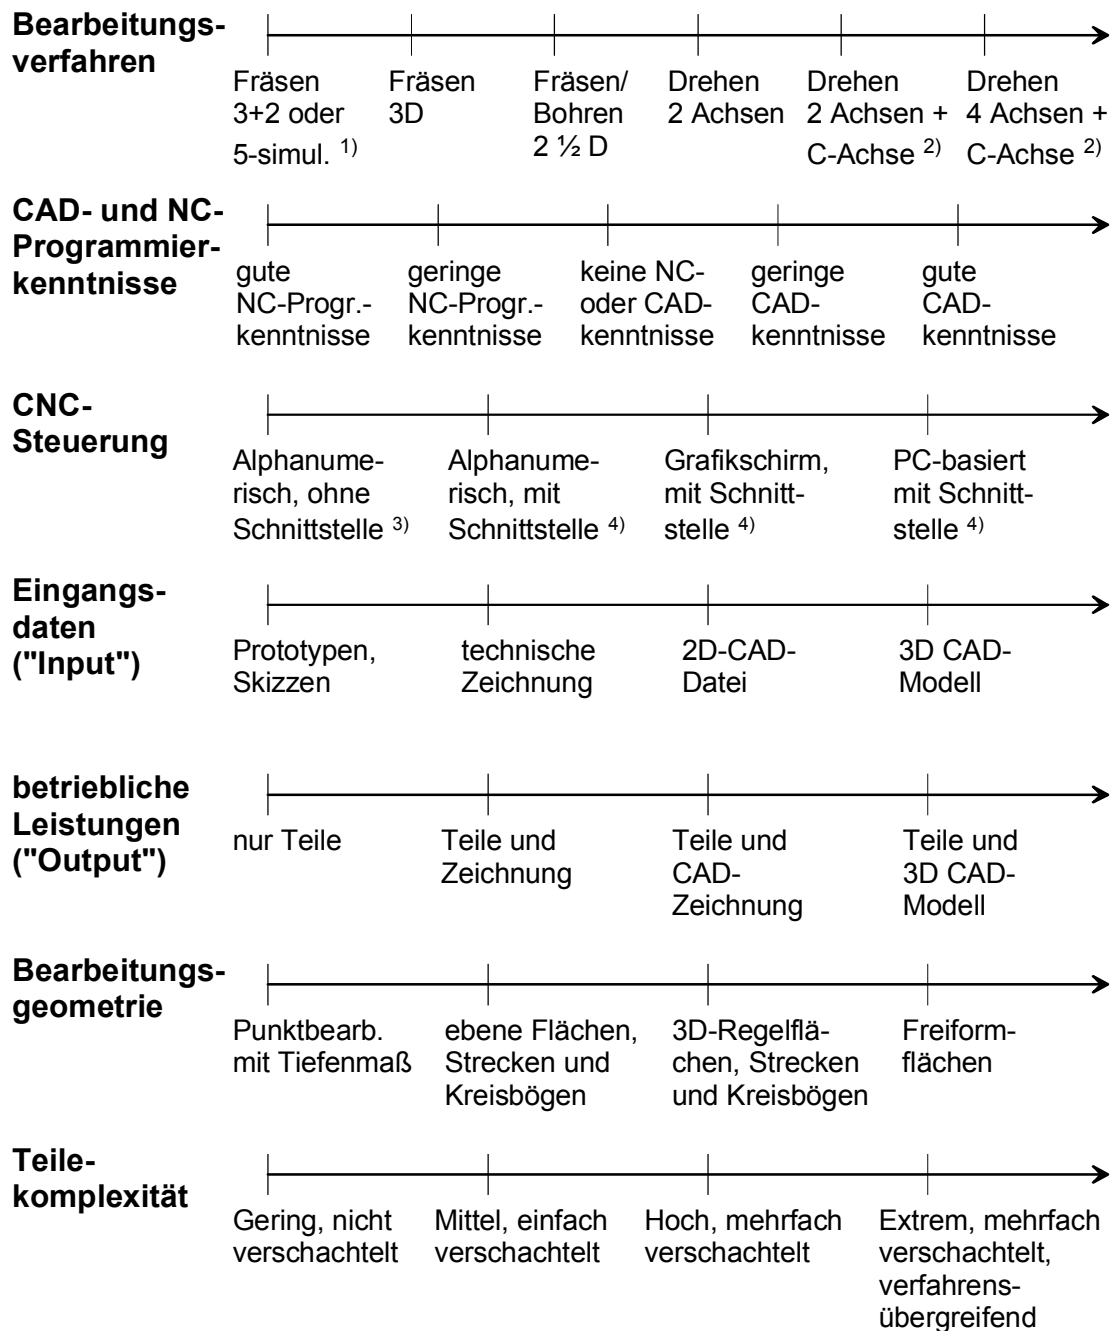 Bearbeitungs-
verfahren
Fräsen
3+2 oder
5-simul. 1)
Fräsen
3D
Fräsen/
Bohren
2 ½ D
Drehen
2 Achsen
Drehen
2 Achsen +
C-Achse 2)
Drehen
4 Achsen +
C-Achse 2)
CAD- und NC-
Programmier-
kenntnisse
gute
NC-Progr.-
kenntnisse
geringe
NC-Progr.-
kenntnisse
keine NC-
oder CAD-
kenntnisse
geringe
CAD-
kenntnisse
gute
CAD-
kenntnisse
CNC-
Steuerung
Alphanume-
risch, ohne
Schnittstelle 3)
Alphanume-
risch, mit
Schnittstelle 4)
Grafikschirm,
mit Schnitt-
stelle 4)
PC-basiert
mit Schnitt-
stelle 4)
Eingangs-
daten
("Input")
Prototypen,
Skizzen
technische
Zeichnung
2D-CAD-
Datei
3D CAD-
Modell
betriebliche
Leistungen
("Output")
nur Teile
Teile und
Zeichnung
Teile und
CAD-
Zeichnung
Teile und
3D CAD-
Modell
Bearbeitungs-
geometrie
Punktbearb.
mit Tiefenmaß
ebene Flächen,
Strecken und
Kreisbögen
3D-Regelflä-
chen, Strecken
und Kreisbögen
Freiform-
flächen
Teile-
komplexität
Gering, nicht
verschachtelt
Mittel, einfach
verschachtelt
Hoch, mehrfach
verschachtelt
Extrem, mehrfach
verschachtelt,
verfahrens-
übergreifend